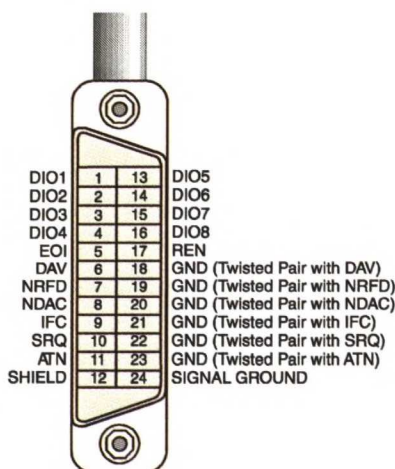 DIO1 1 13 DIO5
DIO2 2 14 DIO6
DIO3 3 15 DIO7
DIO4 4 16 DIO8
EOI 5 17 REN
DAV 6 18 GND (Twisted Pair with DAV)
NRFD 7 19 GND (Twisted Pair with NRFD)
NDAC 8 20 GND (Twisted Pair with NDAC)
IFC 9 21 GND (Twisted Pair with IFC)
SRQ 10 22 GND (Twisted Pair with SRQ)
ATN 11 23 GND (Twisted Pair with ATN)
SHIELD 12 24 SIGNAL GROUND